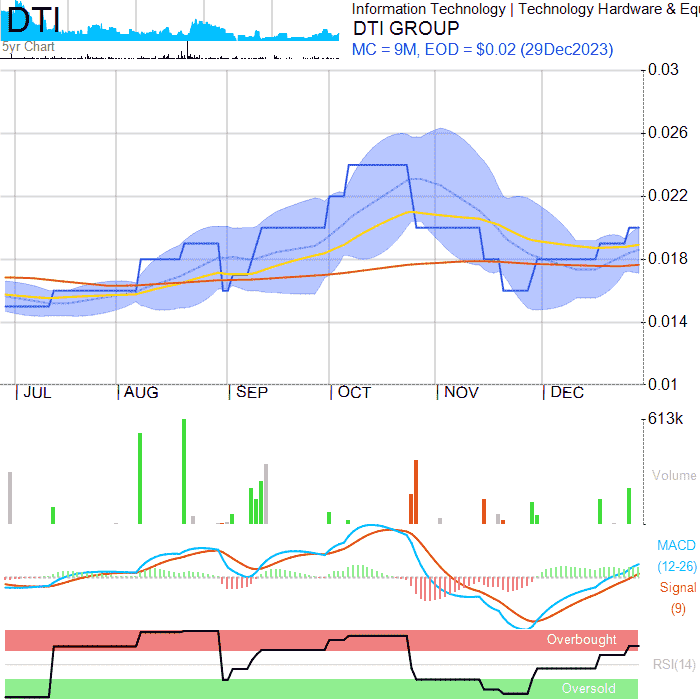 DTI
5yr Chart
Information Technology | Technology Hardware & Equ
DTI GROUP
MC = 9M, EOD = $0.02 (29Dec2023)
0.03
0.026
0.022
0.018
0.014
0.01
JUL
AUG
SEP
OCT
NOV
DEC
613k
Volume
MACD
(12-26)
Signal
(9)
Overbought
RSI(14)
Oversold